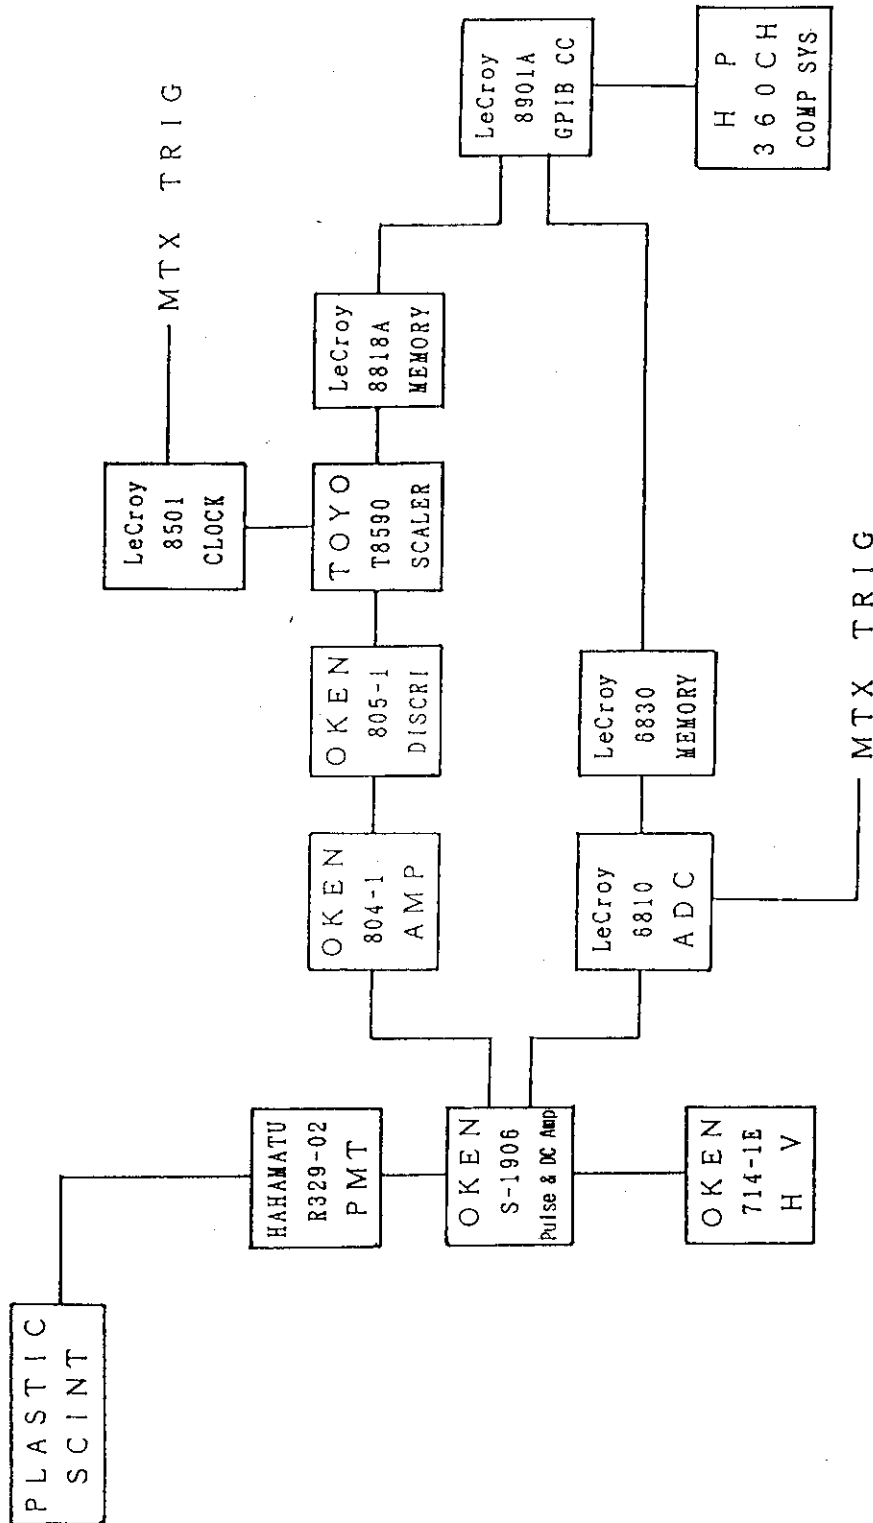 PLASTIC
SCINT
HAHAMATU
R329-02
PMT
OKEN
S-1906
Pulse & DC Amp
OKEN
714-1E
H V
OKEN
804-1
AMP
OKEN
805-1
DISCRI
TOYO
T8590
SCALER
LeCroy
8501
CLOCK
MTX TRIG
LeCroy
8818A
MEMORY
LeCroy
6810
ADC
LeCroy
6830
MEMORY
MTX TRIG
LeCroy
8901A
GPIB CC
H P
360CH
COMP SYS.